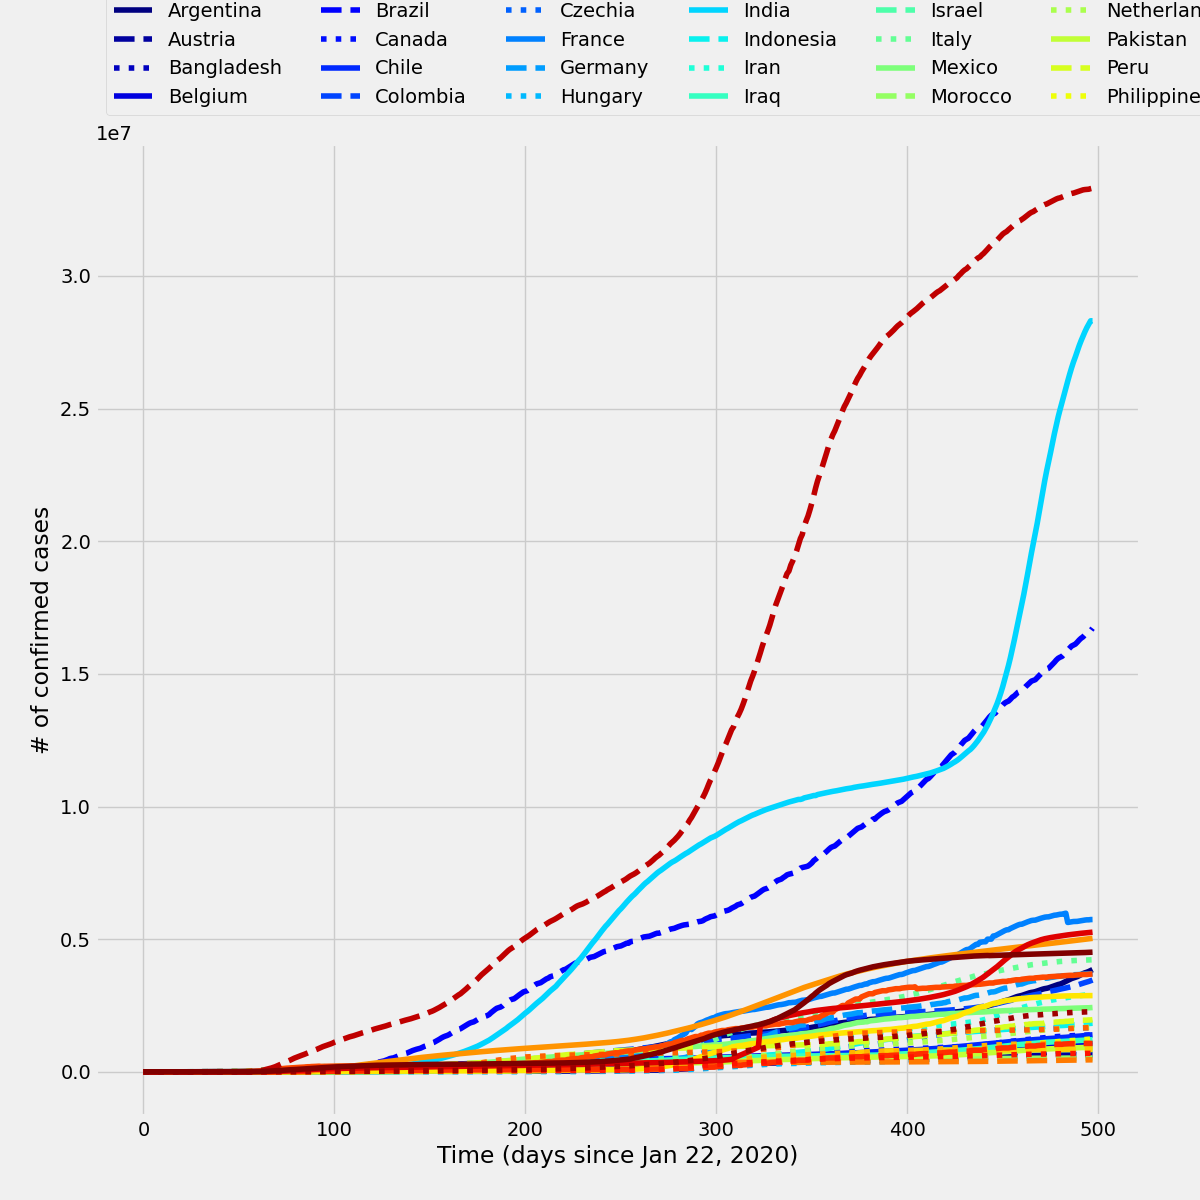 Argentina Brazil Czechia India Israel Netherlan
Austria Canada France Indonesia Italy Pakistan
Bangladesh Chile Germany Iran Mexico Peru
Belgium Colombia Hungary Iraq Morocco Philippine
1e7
3.0
2.5
2.0
1.5
1.0
0.5
0.0
# of confirmed cases
0 100 200 300 400 500
Time (days since Jan 22, 2020)